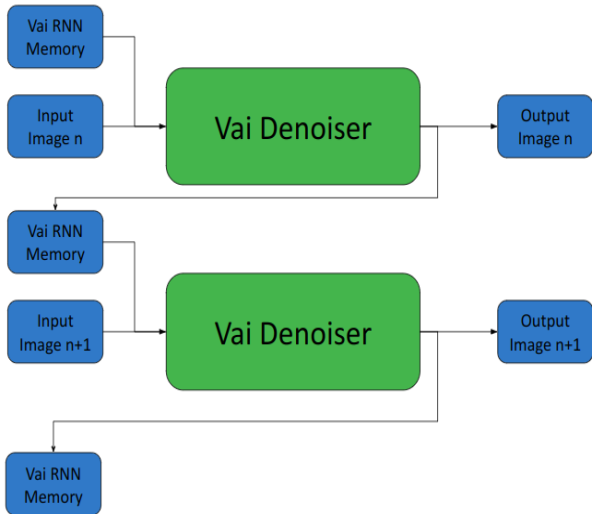 Vai RNN
Memory
Input
Image n
Vai Denoiser
Output
Image n
Vai RNN
Memory
Input
Image n+1
Vai Denoiser
Output
Image n+1
Vai RNN
Memory